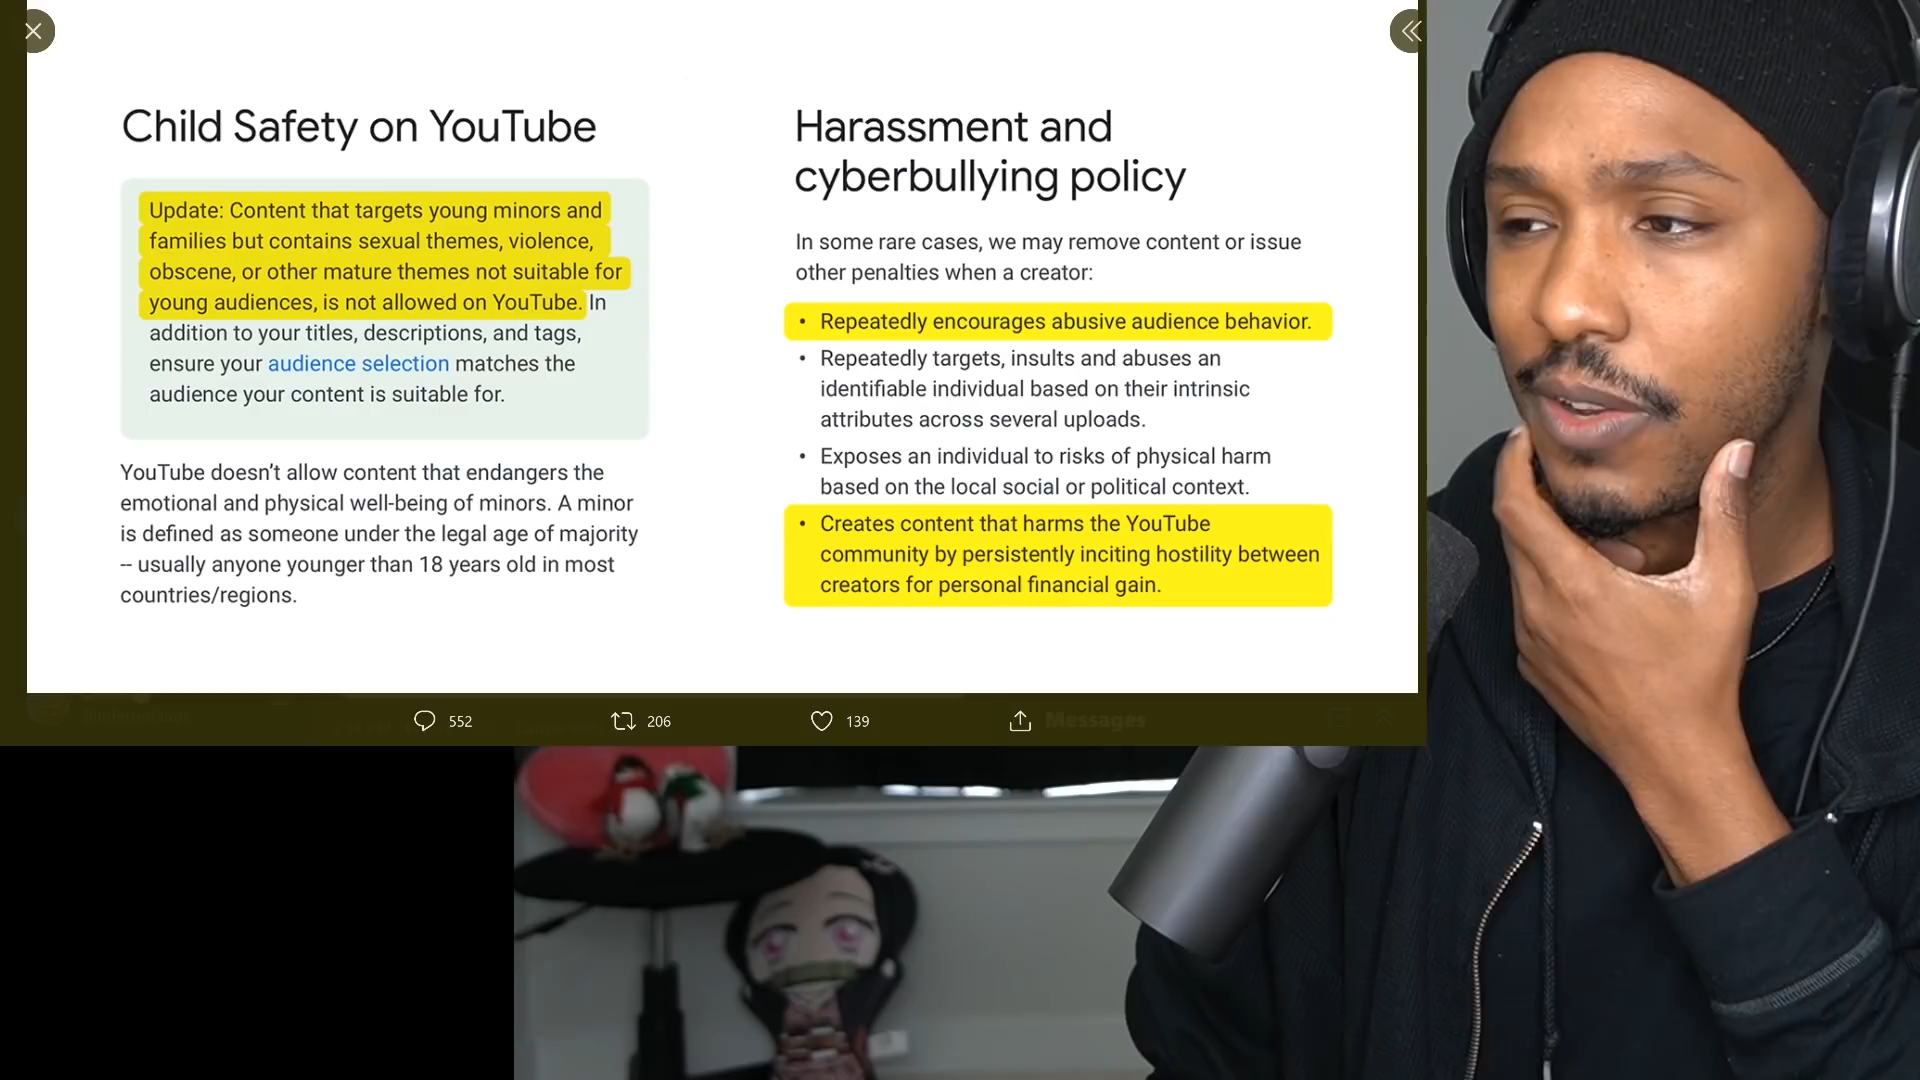 Child Safety on YouTube
Update: Content that targets young minors and
families but contains sexual themes, violence,
obscene, or other mature themes not suitable for
young audiences, is not allowed on YouTube. In
addition to your titles, descriptions, and tags,
ensure your audience selection matches the
audience your content is suitable for.
YouTube doesn’t allow content that endangers the
emotional and physical well-being of minors. A minor
is defined as someone under the legal age of majority
-- usually anyone younger than 18 years old in most
countries/regions.
Harassment and
cyberbullying policy
In some rare cases, we may remove content or issue
other penalties when a creator:
• Repeatedly encourages abusive audience behavior.
• Repeatedly targets, insults and abuses an
identifiable individual based on their intrinsic
attributes across several uploads.
• Exposes an individual to risks of physical harm
based on the local social or political context.
• Creates content that harms the YouTube
community by persistently inciting hostility between
creators for personal financial gain.
552 206 139 Messages